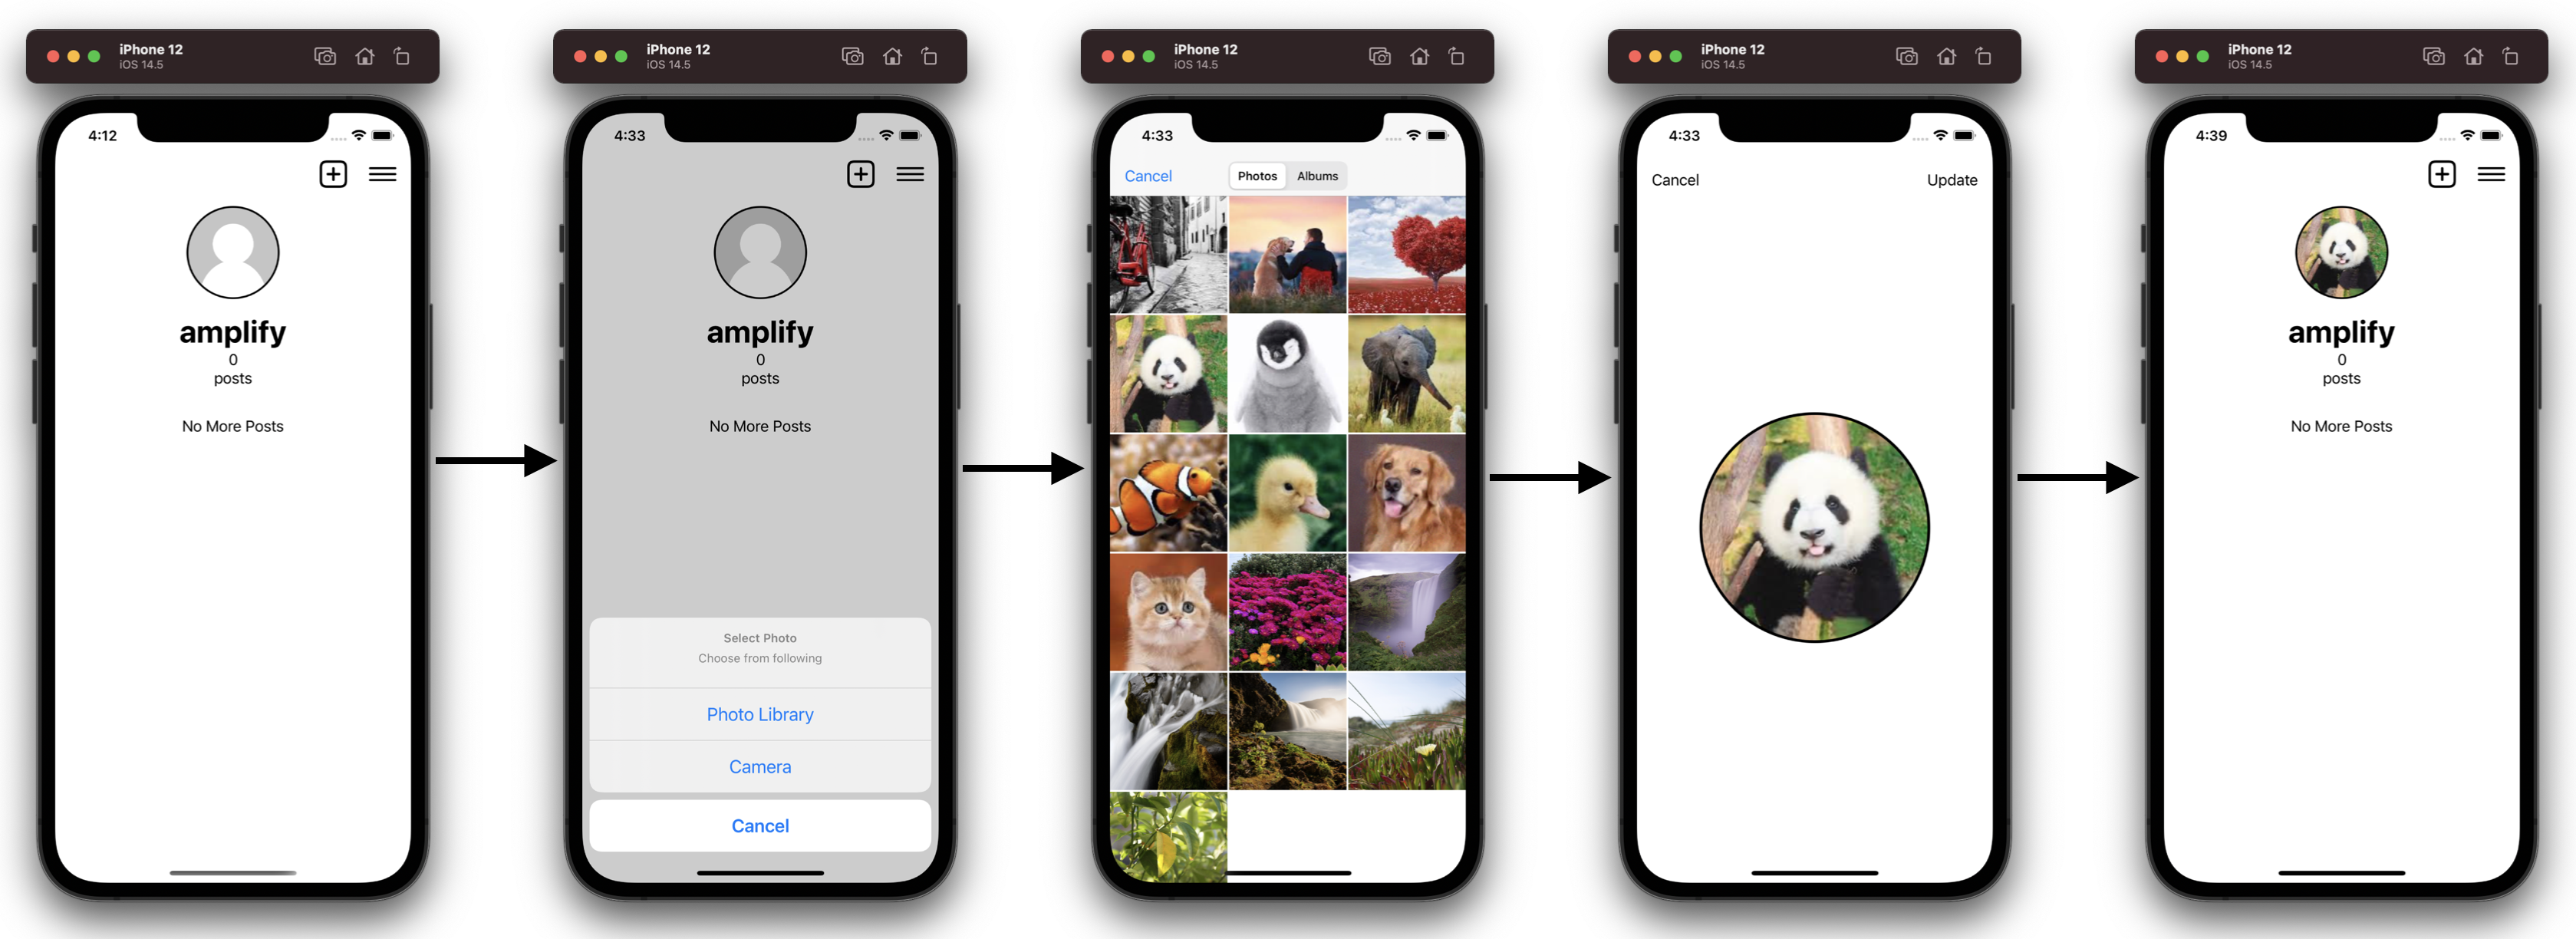 iPhone 12
iOS 14.5
4:12
amplify
0
posts
No More Posts
iPhone 12
iOS 14.5
4:33
amplify
0
posts
No More Posts
Select Photo
Choose from following
Photo Library
Camera
Cancel
iPhone 12
iOS 14.5
4:33
Cancel Photos Albums
iPhone 12
iOS 14.5
4:33
Cancel Update
iPhone 12
iOS 14.5
4:39
amplify
0
posts
No More Posts